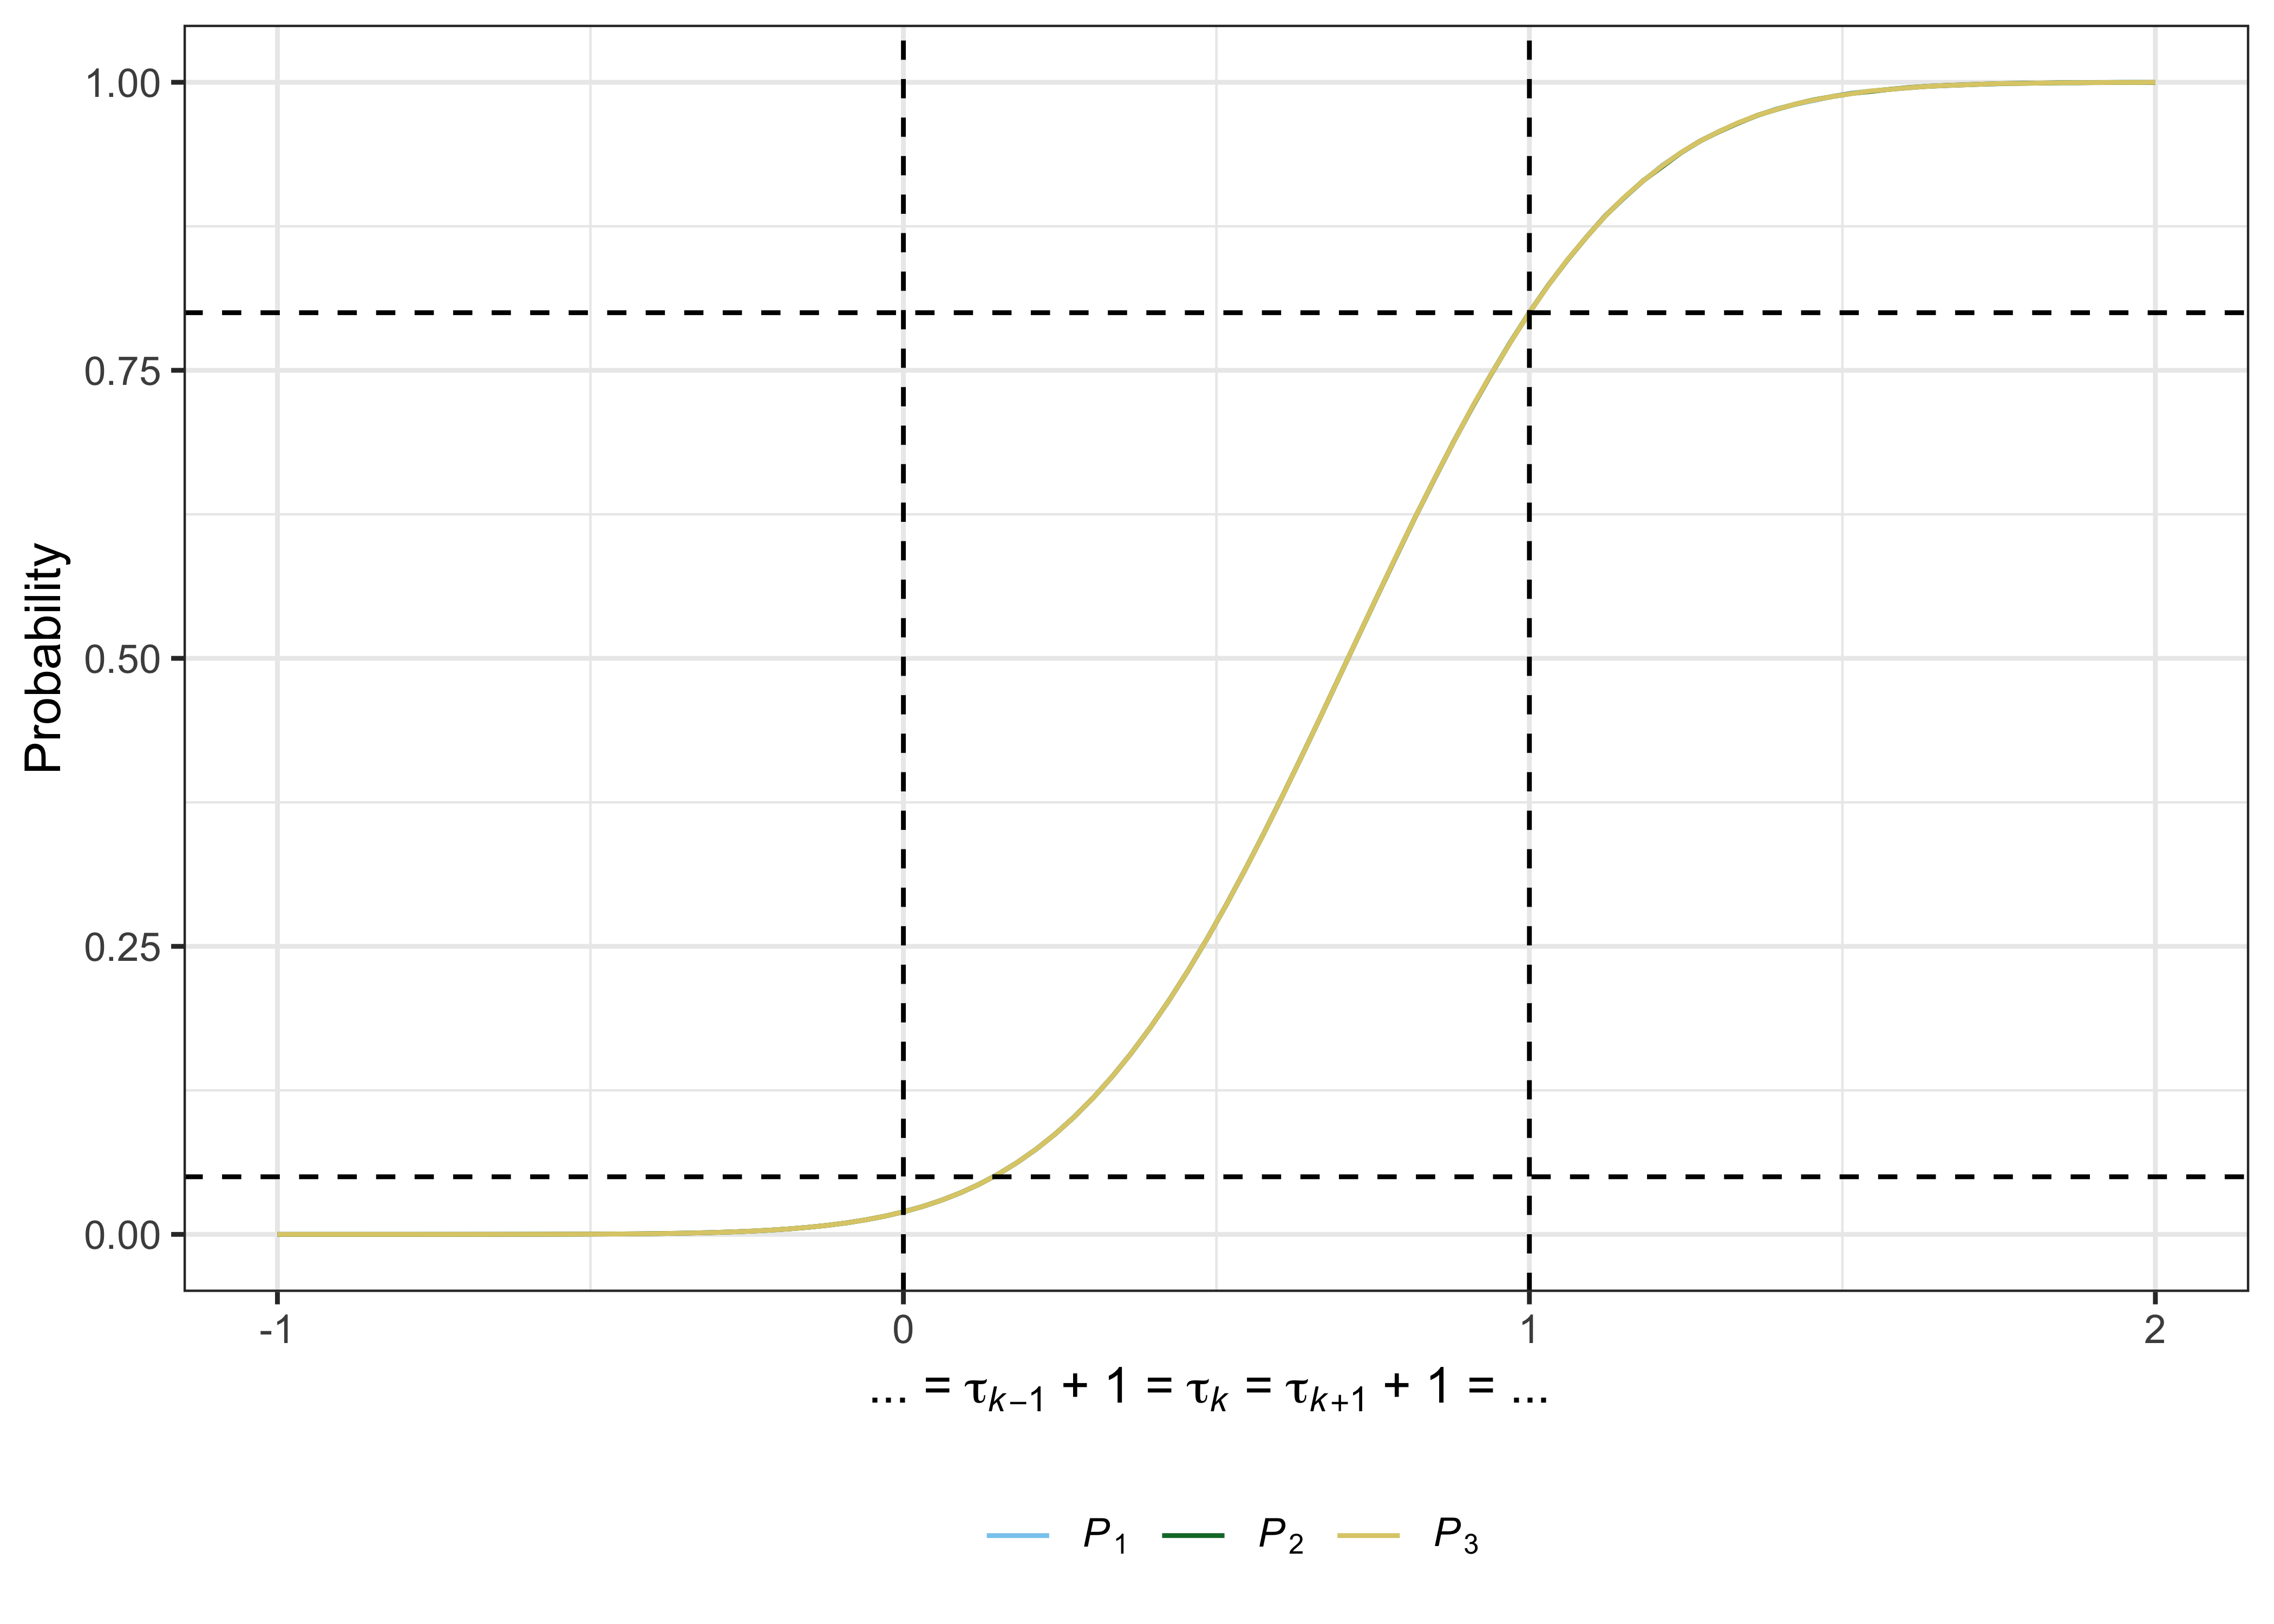 Probability
1.00
0.75
0.50
0.25
0.00
-1 0 1 2
... = τₖ₋₁ + 1 = τₖ = τₖ₊₁ + 1 = ...
P₁ P₂ P₃